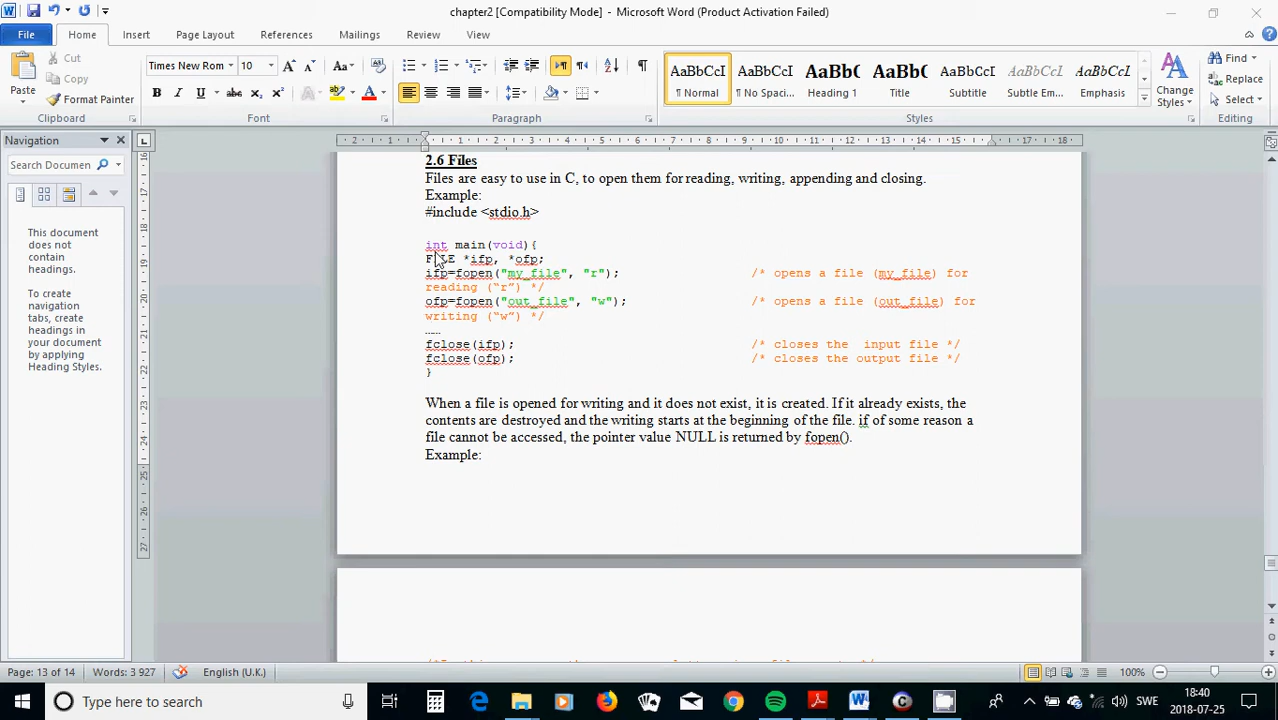 chapter2 [Compatibility Mode] - Microsoft Word (Product Activation Failed)
File Home Insert Page Layout References Mailings Review View
Paste
Cut
Copy
Format Painter
Clipboard
Times New Rom 10
Font
Paragraph
AaBbCcI AaBbCcI AaBbC AaBbC AaBbCcI AaBbCcI AaBbCcI
¶ Normal ¶ No Spaci... Heading 1 Title Subtitle Subtle Em... Emphasis
Styles
Change Styles
Find
Replace
Select
Editing
Navigation
Search Documen
This document
does not
contain
headings.
To create
navigation
tabs, create
headings in
your document
by applying
Heading Styles.
2.6 Files
Files are easy to use in C, to open them for reading, writing, appending and closing.
Example:
#include <stdio.h>
int main(void){
FILE *ifp, *ofp;
ifp=fopen("my_file", "r"); /* opens a file (my_file) for
reading (“r”) */
ofp=fopen("out_file", "w"); /* opens a file (out_file) for
writing (“w”) */
......
fclose(ifp); /* closes the  input file */
fclose(ofp); /* closes the output file */
}
When a file is opened for writing and it does not exist, it is created. If it already exists, the
contents are destroyed and the writing starts at the beginning of the file. if of some reason a
file cannot be accessed, the pointer value NULL is returned by fopen().
Example:
Page: 13 of 14 Words: 3 927 English (U.K.) 100%
Type here to search
SWE
18:40
2018-07-25